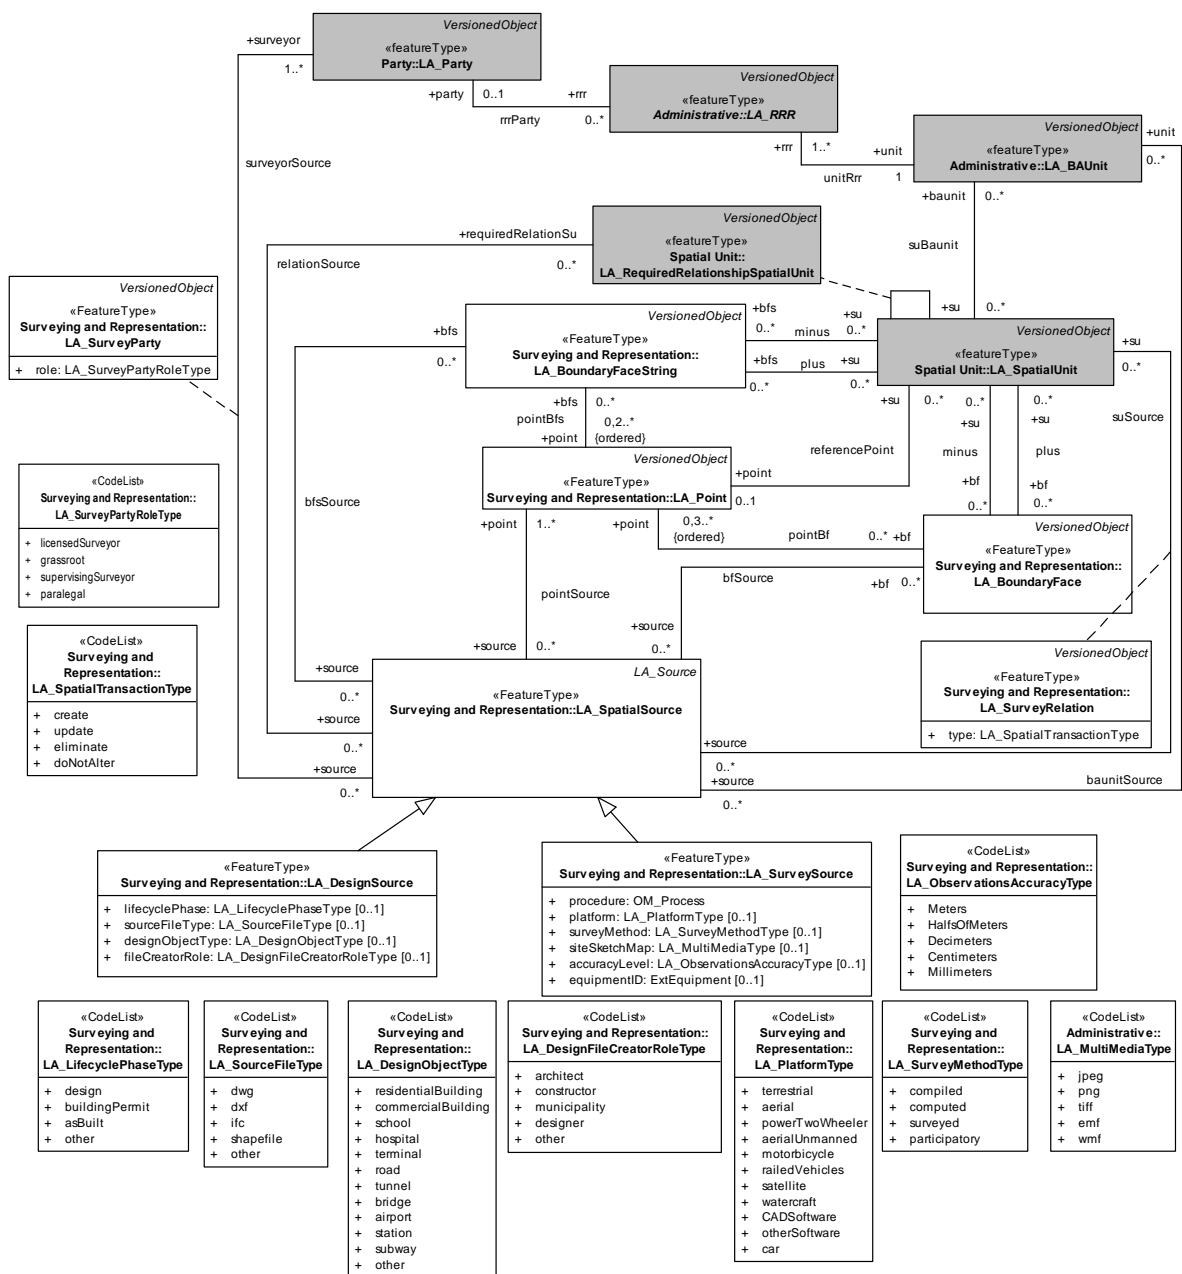 VersionedObject
«featureType»
Party::LA_Party
+surveyor
1..*
+party
0..1
+rrr
rrrParty
0..*
VersionedObject
«featureType»
Administrative::LA_RRR
+rrr
1..*
+unit
unitRrr
1
VersionedObject
«featureType»
Administrative::LA_BAUnit
+unit
0..*
+baunit
0..*
surveyorSource
suBaunit
+requiredRelationSu
relationSource
0..*
VersionedObject
«featureType»
Spatial Unit::
LA_RequiredRelationshipSpatialUnit
VersionedObject
«FeatureType»
Surveying and Representation::
LA_SurveyParty
+ role: LA_SurveyPartyRoleType
+bfs
0..*
VersionedObject
«FeatureType»
Surveying and Representation::
LA_BoundaryFaceString
+bfs
0..*
minus
+su
0..*
+bfs
0..*
plus
+su
0..*
+su
0..*
VersionedObject
«featureType»
Spatial Unit::LA_SpatialUnit
+su
0..*
suSource
+bfs
0..*
pointBfs
0,2..*
+point
{ordered}
+su
0..*
referencePoint
0..*
+su
minus
+bf
0..*
0..*
+su
plus
+bf
0..*
VersionedObject
«FeatureType»
Surveying and Representation::LA_Point
+point
0..1
+point
1..*
+point
0,3..*
{ordered}
pointBf
0..*
+bf
VersionedObject
«FeatureType»
Surveying and Representation::
LA_BoundaryFace
bfSource
+bf
0..*
bfsSource
pointSource
+source
0..*
+source
0..*
«CodeList»
Surveying and Representation::
LA_SurveyPartyRoleType
+ licensedSurveyor
+ grassroot
+ supervisingSurveyor
+ paralegal
«CodeList»
Surveying and
Representation::
LA_SpatialTransactionType
+ create
+ update
+ eliminate
+ doNotAlter
+source
0..*
+source
0..*
+source
0..*
LA_Source
«FeatureType»
Surveying and Representation::LA_SpatialSource
VersionedObject
«FeatureType»
Surveying and Representation::
LA_SurveyRelation
+ type: LA_SpatialTransactionType
+source
0..*
+source
0..*
baunitSource
«FeatureType»
Surveying and Representation::LA_DesignSource
+ lifecyclePhase: LA_LifecyclePhaseType [0..1]
+ sourceFileType: LA_SourceFileType [0..1]
+ designObjectType: LA_DesignObjectType [0..1]
+ fileCreatorRole: LA_DesignFileCreatorRoleType [0..1]
«FeatureType»
Surveying and Representation::LA_SurveySource
+ procedure: OM_Process
+ platform: LA_PlatformType [0..1]
+ surveyMethod: LA_SurveyMethodType [0..1]
+ siteSketchMap: LA_MultiMediaType [0..1]
+ accuracyLevel: LA_ObservationsAccuracyType [0..1]
+ equipmentID: ExtEquipment [0..1]
«CodeList»
Surveying and Representation::
LA_ObservationsAccuracyType
+ Meters
+ HalfsOfMeters
+ Decimeters
+ Centimeters
+ Millimeters
«CodeList»
Surveying and
Representation::
LA_LifecyclePhaseType
+ design
+ buildingPermit
+ asBuilt
+ other
«CodeList»
Surveying and
Representation::
LA_SourceFileType
+ dwg
+ dxf
+ ifc
+ shapefile
+ other
«CodeList»
Surveying and
Representation::
LA_DesignObjectType
+ residentialBuilding
+ commercialBuilding
+ school
+ hospital
+ terminal
+ road
+ tunnel
+ bridge
+ airport
+ station
+ subway
+ other
«CodeList»
Surveying and Representation::
LA_DesignFileCreatorRoleType
+ architect
+ constructor
+ municipality
+ designer
+ other
«CodeList»
Surveying and
Representation::
LA_PlatformType
+ terrestrial
+ aerial
+ powerTwoWheeler
+ aerialUnmanned
+ motorbicycle
+ railedVehicles
+ satellite
+ watercraft
+ CADSoftware
+ otherSoftware
+ car
«CodeList»
Surveying and
Representation::
LA_SurveyMethodType
+ compiled
+ computed
+ surveyed
+ participatory
«CodeList»
Administrative::
LA_MultiMediaType
+ jpeg
+ png
+ tiff
+ emf
+ wmf